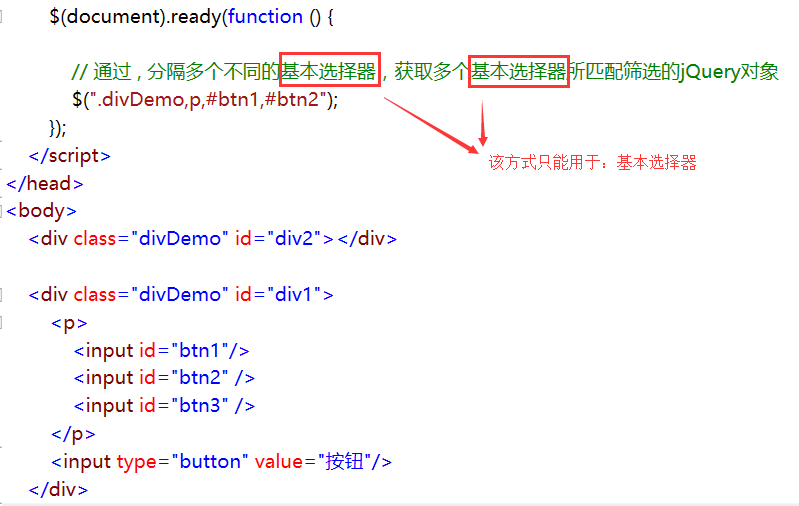 $(document).ready(function () {
// 通过 , 分隔多个不同的基本选择器 , 获取多个基本选择器所匹配筛选的jQuery对象
$(".divDemo,p,#btn1,#btn2");
});
该方式只能用于：基本选择器
</script>
</head>
<body>
<div class="divDemo" id="div2"></div>
<div class="divDemo" id="div1">
<p>
<input id="btn1"/>
<input id="btn2" />
<input id="btn3" />
</p>
<input type="button" value="按钮"/>
</div>